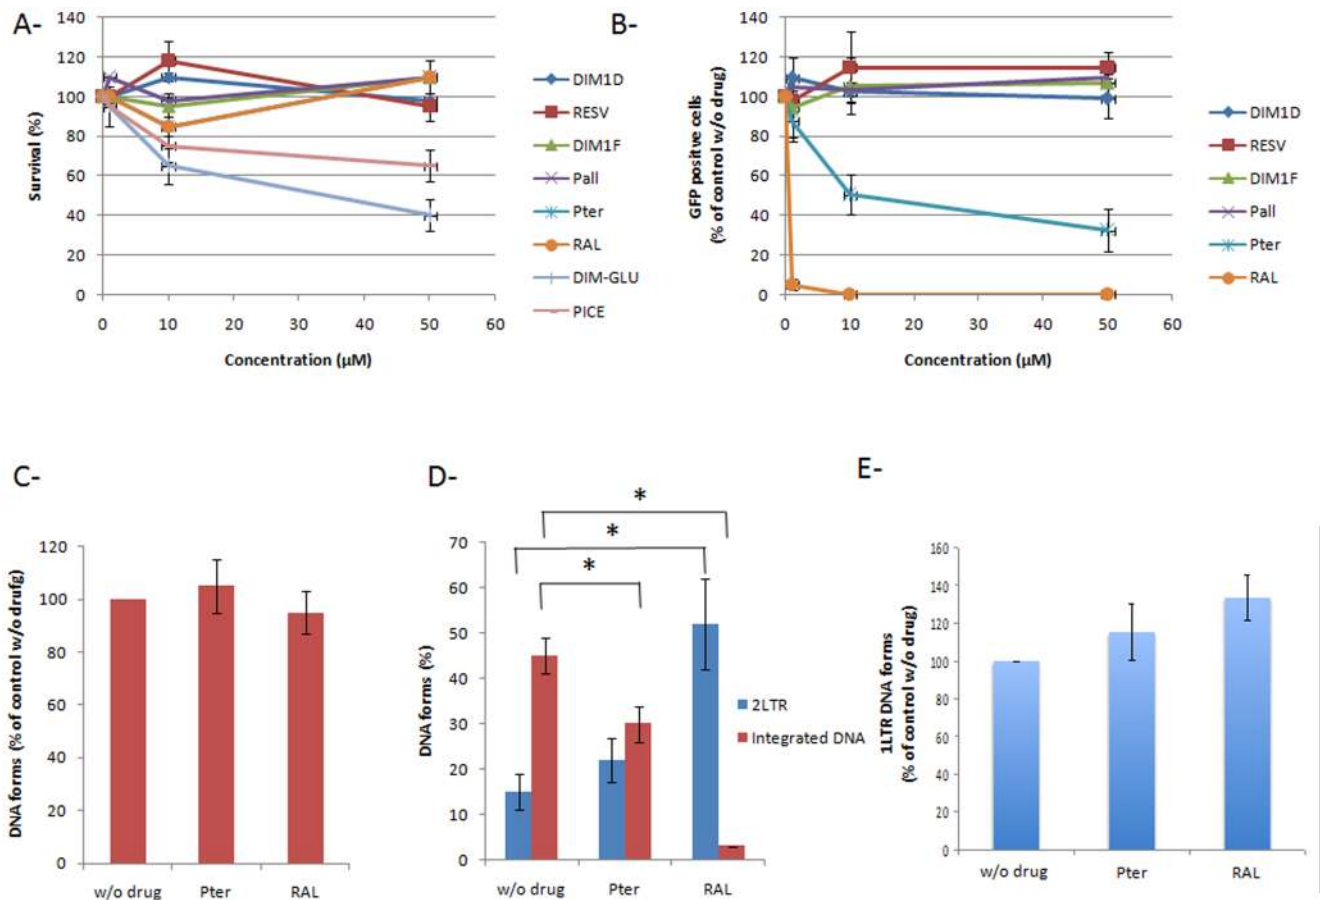 A-
140
120
100
80
60
40
20
0
Survival (%)
0 10 20 30 40 50 60
Concentration (μM)
DIM1D
RESV
DIM1F
Pall
Pter
RAL
DIM-GLU
PICE
B-
140
120
100
80
60
40
20
0
GFP positve cells
(% of control w/o drug)
0 10 20 30 40 50 60
Concentration (μM)
DIM1D
RESV
DIM1F
Pall
Pter
RAL
C-
120
100
80
60
40
20
0
DNA forms (% of control w/o drufg)
w/o drug Pter RAL
D-
* 
*
*
70
60
50
40
30
20
10
0
DNA forms (%)
w/o drug Pter RAL
2LTR
Integrated DNA
E-
160
140
120
100
80
60
40
20
0
1LTR DNA forms
(% of control w/o drug)
w/o drug Pter RAL